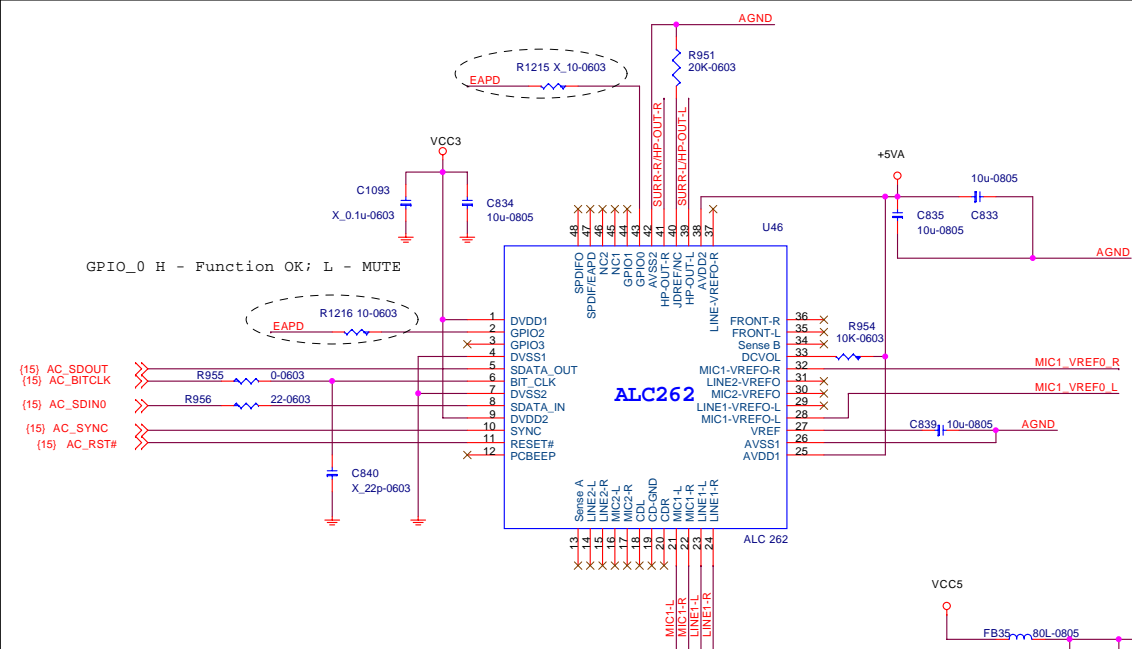 AGND
R951
20K-0603
R1215 X_10-0603
EAPD
SURR-R/HP-OUT-R
SURR-L/HP-OUT-L
VCC3
+5VA
C1093
X_0.1u-0603
C834
10u-0805
10u-0805
C835
10u-0805
C833
AGND
U46
48
47
46
45
44
43
42
41
40
39
38
37
SPDIFO
SPDIF/EAPD
NC2
NC1
GPIO1
GPIO0
AVSS2
HP-OUT-R
JDREF/NC
HP-OUT-L
AVDD2
LINE-VREFO-R
GPIO_0 H - Function OK; L - MUTE
R1216 10-0603
EAPD
1 DVDD1
2 GPIO2
3 GPIO3
4 DVSS1
5 SDATA_OUT
6 BIT_CLK
7 DVSS2
8 SDATA_IN
9 DVDD2
10 SYNC
11 RESET#
12 PCBEEP
{15} AC_SDOUT
{15} AC_BITCLK
R955 0-0603
{15} AC_SDIN0
R956 22-0603
{15} AC_SYNC
{15} AC_RST#
C840
X_22p-0603
ALC262
FRONT-R 36
FRONT-L 35
Sense B 34
DCVOL 33
MIC1-VREFO-R 32
LINE2-VREFO 31
MIC2-VREFO 30
LINE1-VREFO-L 29
MIC1-VREFO-L 28
VREF 27
AVSS1 26
AVDD1 25
R954
10K-0603
MIC1_VREF0_R
MIC1_VREF0_L
C839 10u-0805
AGND
Sense A
LINE2-L
LINE2-R
MIC2-L
MIC2-R
CDL
CD-GND
CDR
MIC1-L
MIC1-R
LINE1-L
LINE1-R
13
14
15
16
17
18
19
20
21
22
23
24
ALC 262
MIC1-L
MIC1-R
LINE1-L
LINE1-R
VCC5
FB35 80L-0805